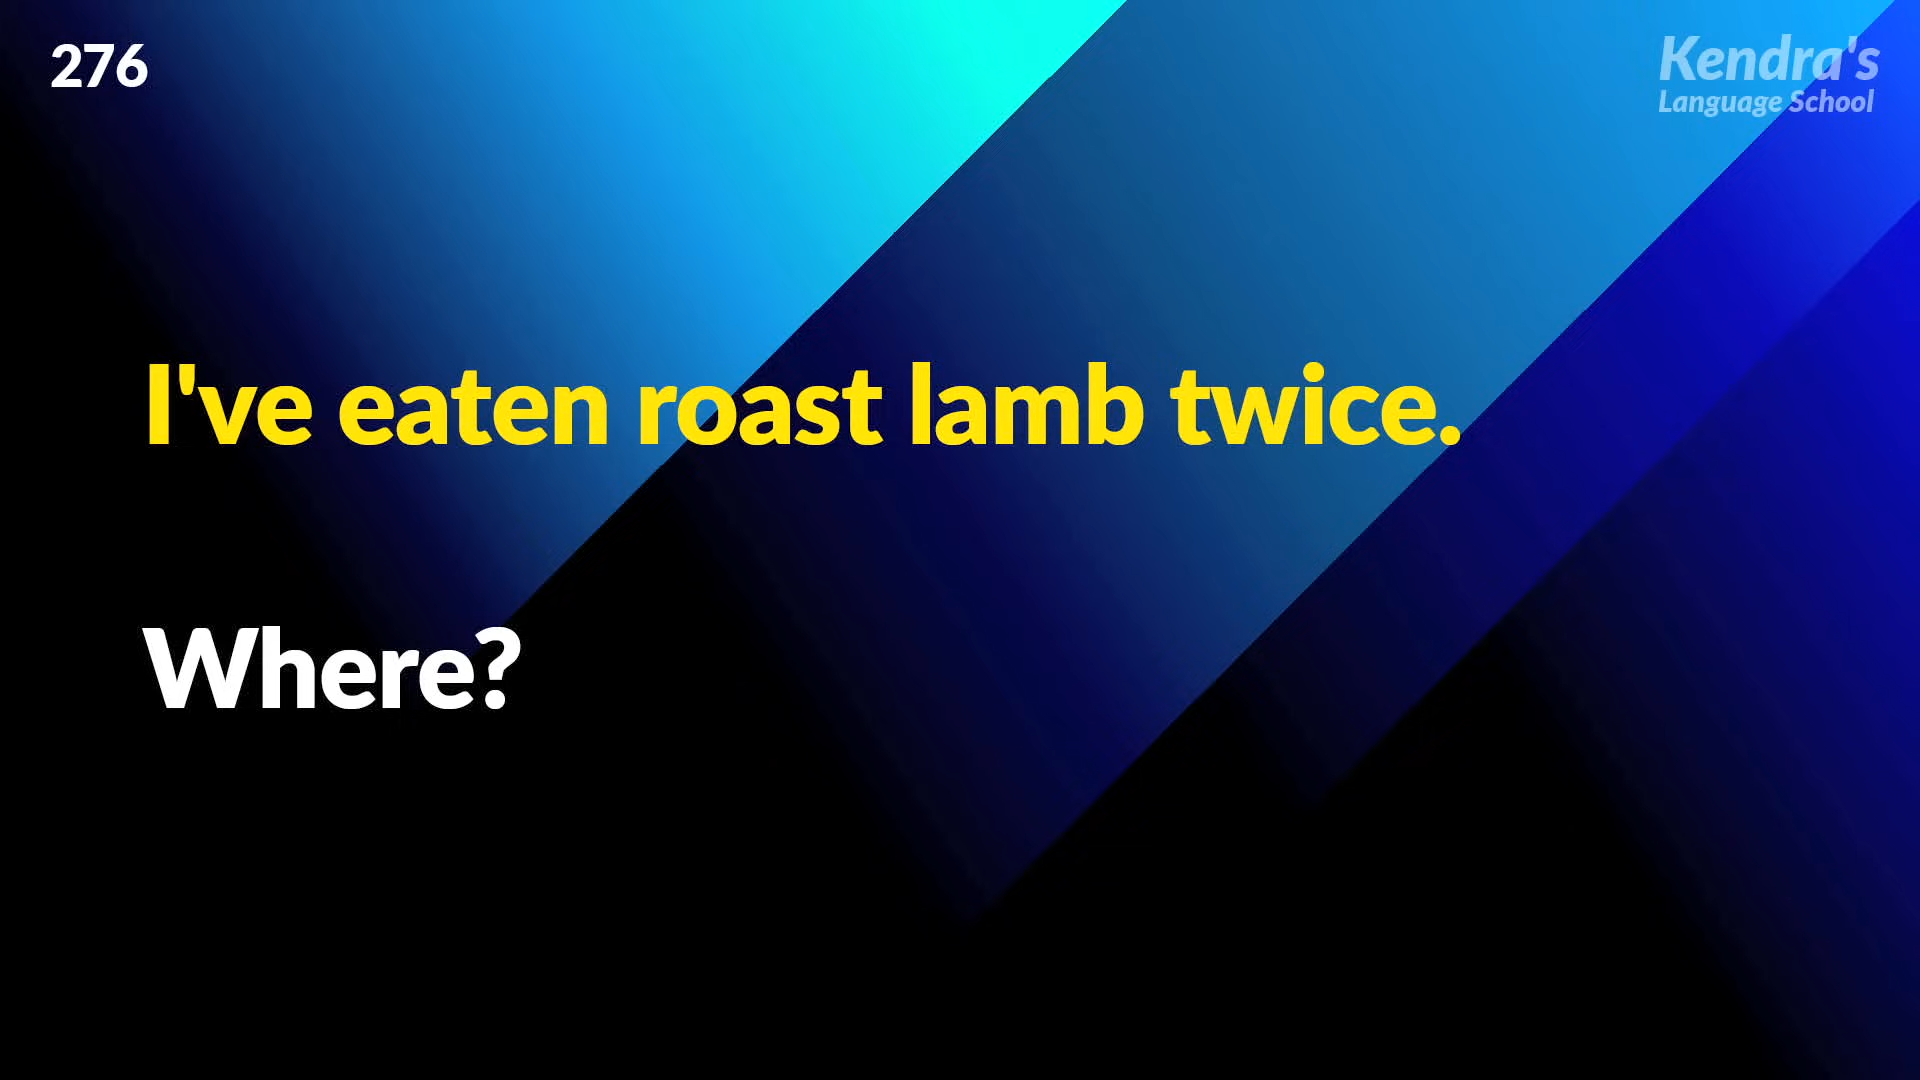 276
Kendra's
Language School
I've eaten roast lamb twice.
Where?